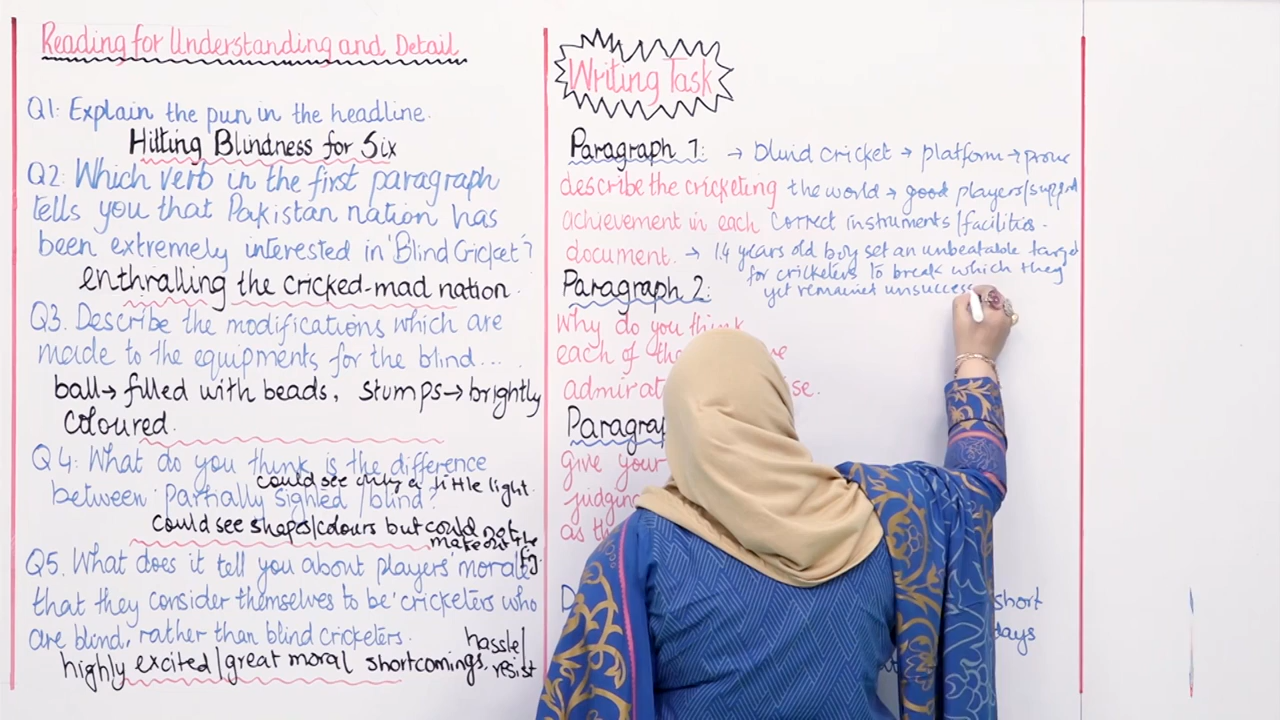 Reading for Understanding and Detail
Q1: Explain the pun in the headline.
Hitting Blindness for Six
Q2: Which verb in the first paragraph
tells you that Pakistan nation has
been extremely interested in 'Blind Cricket'?
enthralling the cricked-mad nation.
Q3. Describe the modifications which are
made to the equipments for the blind...
ball→ filled with beads, stumps→ brightly
coloured.
Q4: What do you think is the difference
could see only a little light.
between partially sighted /blind?
could see shapes/colours but could not
make out the
fig.
Q5. What does it tell you about players' morale
that they consider themselves to be 'cricketers who
are blind, rather than blind cricketers.
highly excited/great moral shortcomings, hassle/
resist
Writing Task
Paragraph 1: → blind cricket → platform → prove
describe the cricketing the world → good players/support
achievement in each correct instruments/facilities.
document. → 14 years old boy set an unbeatable target
for cricketers to break which they
yet remained unsuccess
Paragraph 2:
Why do you think
each of
admirat
Paragra
give your
judging
as th
short
days